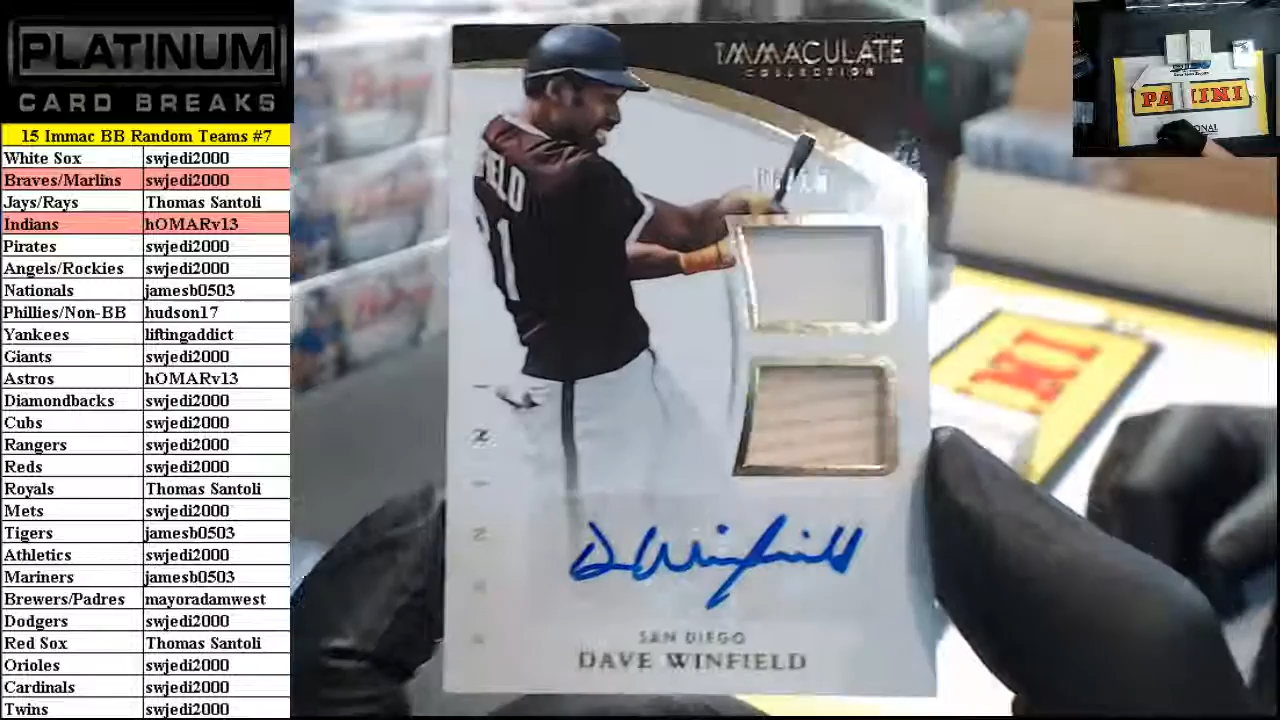 PLATINUM
CARD BREAKS
15 Immac BB Random Teams #7
White Sox swjedi2000
Braves/Marlins swjedi2000
Jays/Rays Thomas Santoli
Indians hOMARv13
Pirates swjedi2000
Angels/Rockies swjedi2000
Nationals jamesb0503
Phillies/Non-BB hudson17
Yankees liftingaddict
Giants swjedi2000
Astros hOMARv13
Diamondbacks swjedi2000
Cubs swjedi2000
Rangers swjedi2000
Reds swjedi2000
Royals Thomas Santoli
Mets swjedi2000
Tigers jamesb0503
Athletics swjedi2000
Mariners jamesb0503
Brewers/Padres mayoradamwest
Dodgers swjedi2000
Red Sox Thomas Santoli
Orioles swjedi2000
Cardinals swjedi2000
Twins swjedi2000
IMMACULATE
COLLECTION
FIELD
31
D Winfield
SAN DIEGO
DAVE WINFIELD